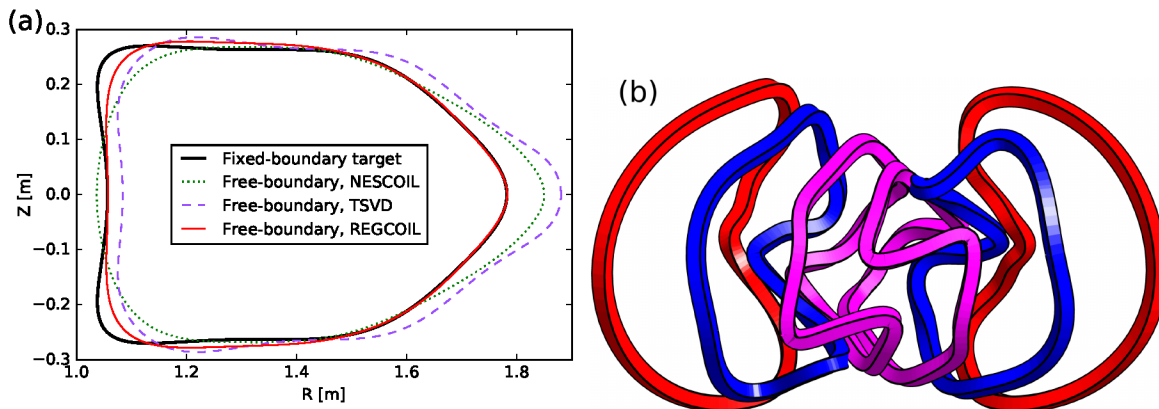 (a)
0.3
0.2
0.1
0.0
−0.1
−0.2
−0.3
Z [m]
Fixed-boundary target
Free-boundary, NESCOIL
Free-boundary, TSVD
Free-boundary, REGCOIL
1.0 1.2 1.4 1.6 1.8
R [m]
(b)